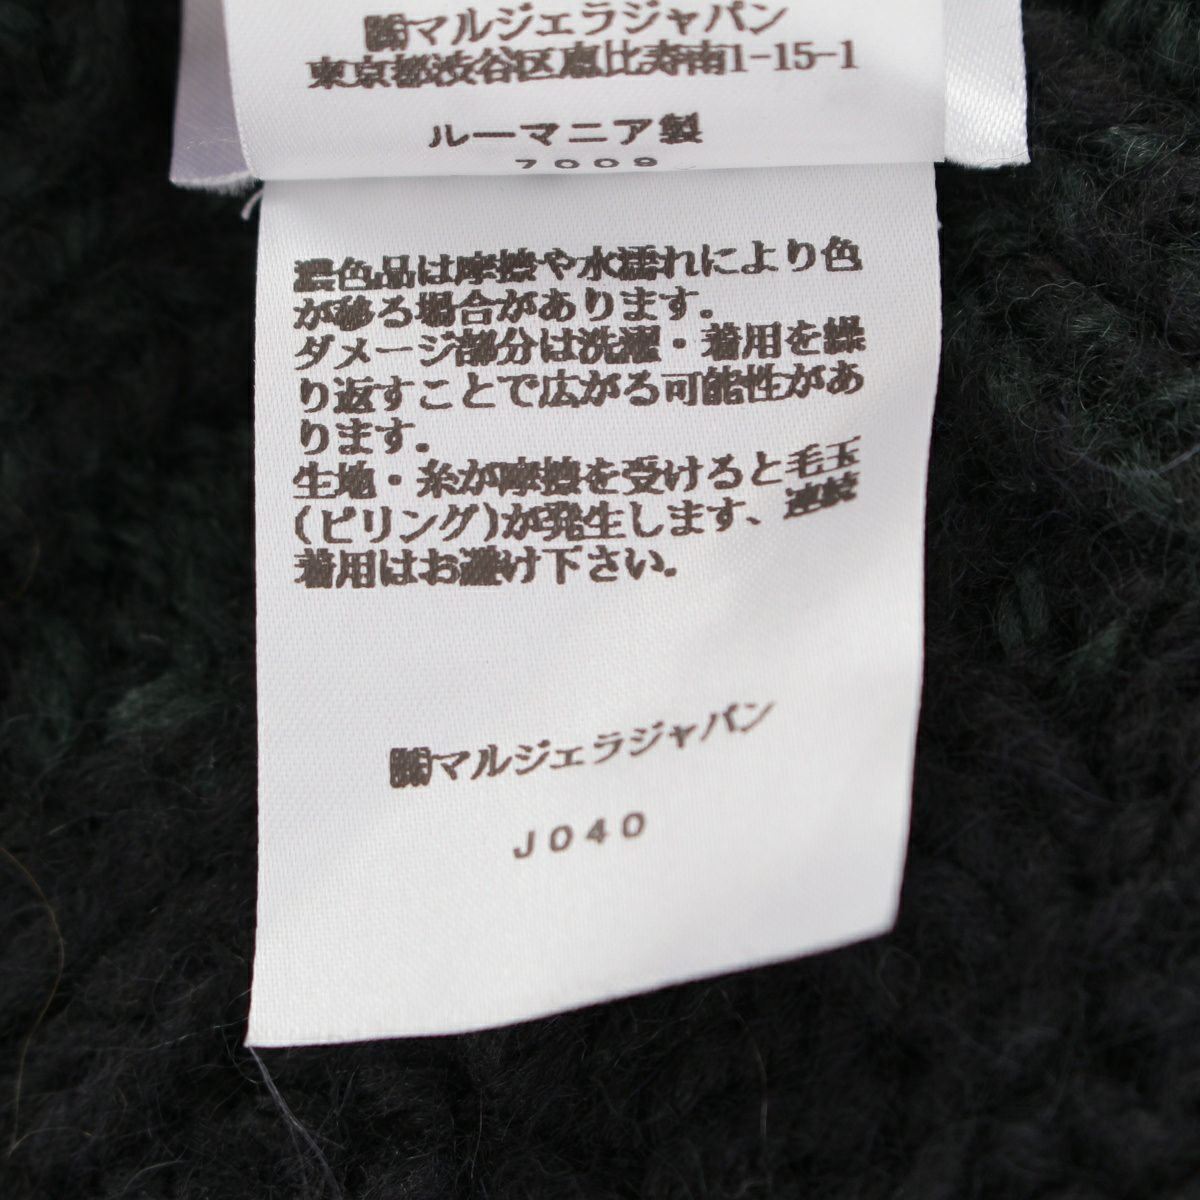 ㈱マルジェラジャパン
東京都渋谷区恵比寿南1-15-1
ルーマニア製
7009
濃色品は摩擦や水濡れにより色
が移る場合があります。
ダメージ部分は洗濯・着用を繰
り返すことで広がる可能性があ
ります。
生地・糸が摩擦を受けると毛玉
(ピリング)が発生します、連続
着用はお避け下さい。
㈱マルジェラジャパン
J040